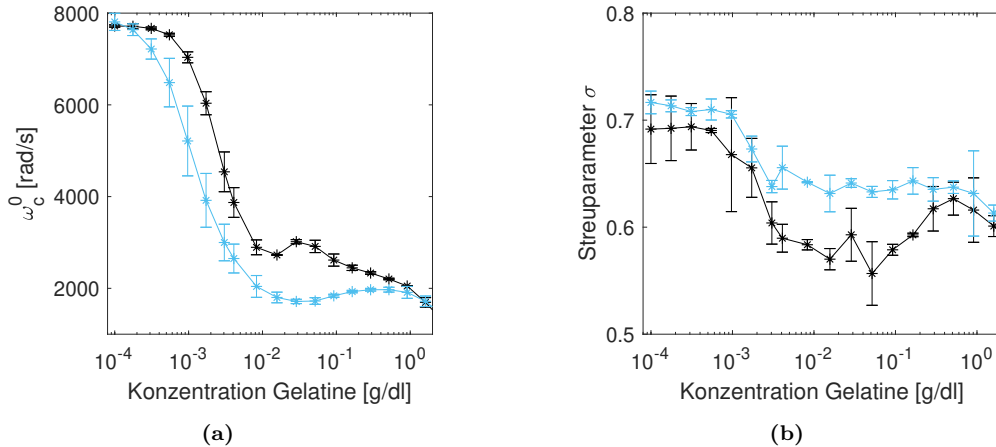 8000
6000
4000
2000
ω_c^0 [rad/s]
10^-4 10^-3 10^-2 10^-1 10^0
Konzentration Gelatine [g/dl]
(a)
0.8
0.7
0.6
0.5
Streuparameter σ
10^-4 10^-3 10^-2 10^-1 10^0
Konzentration Gelatine [g/dl]
(b)